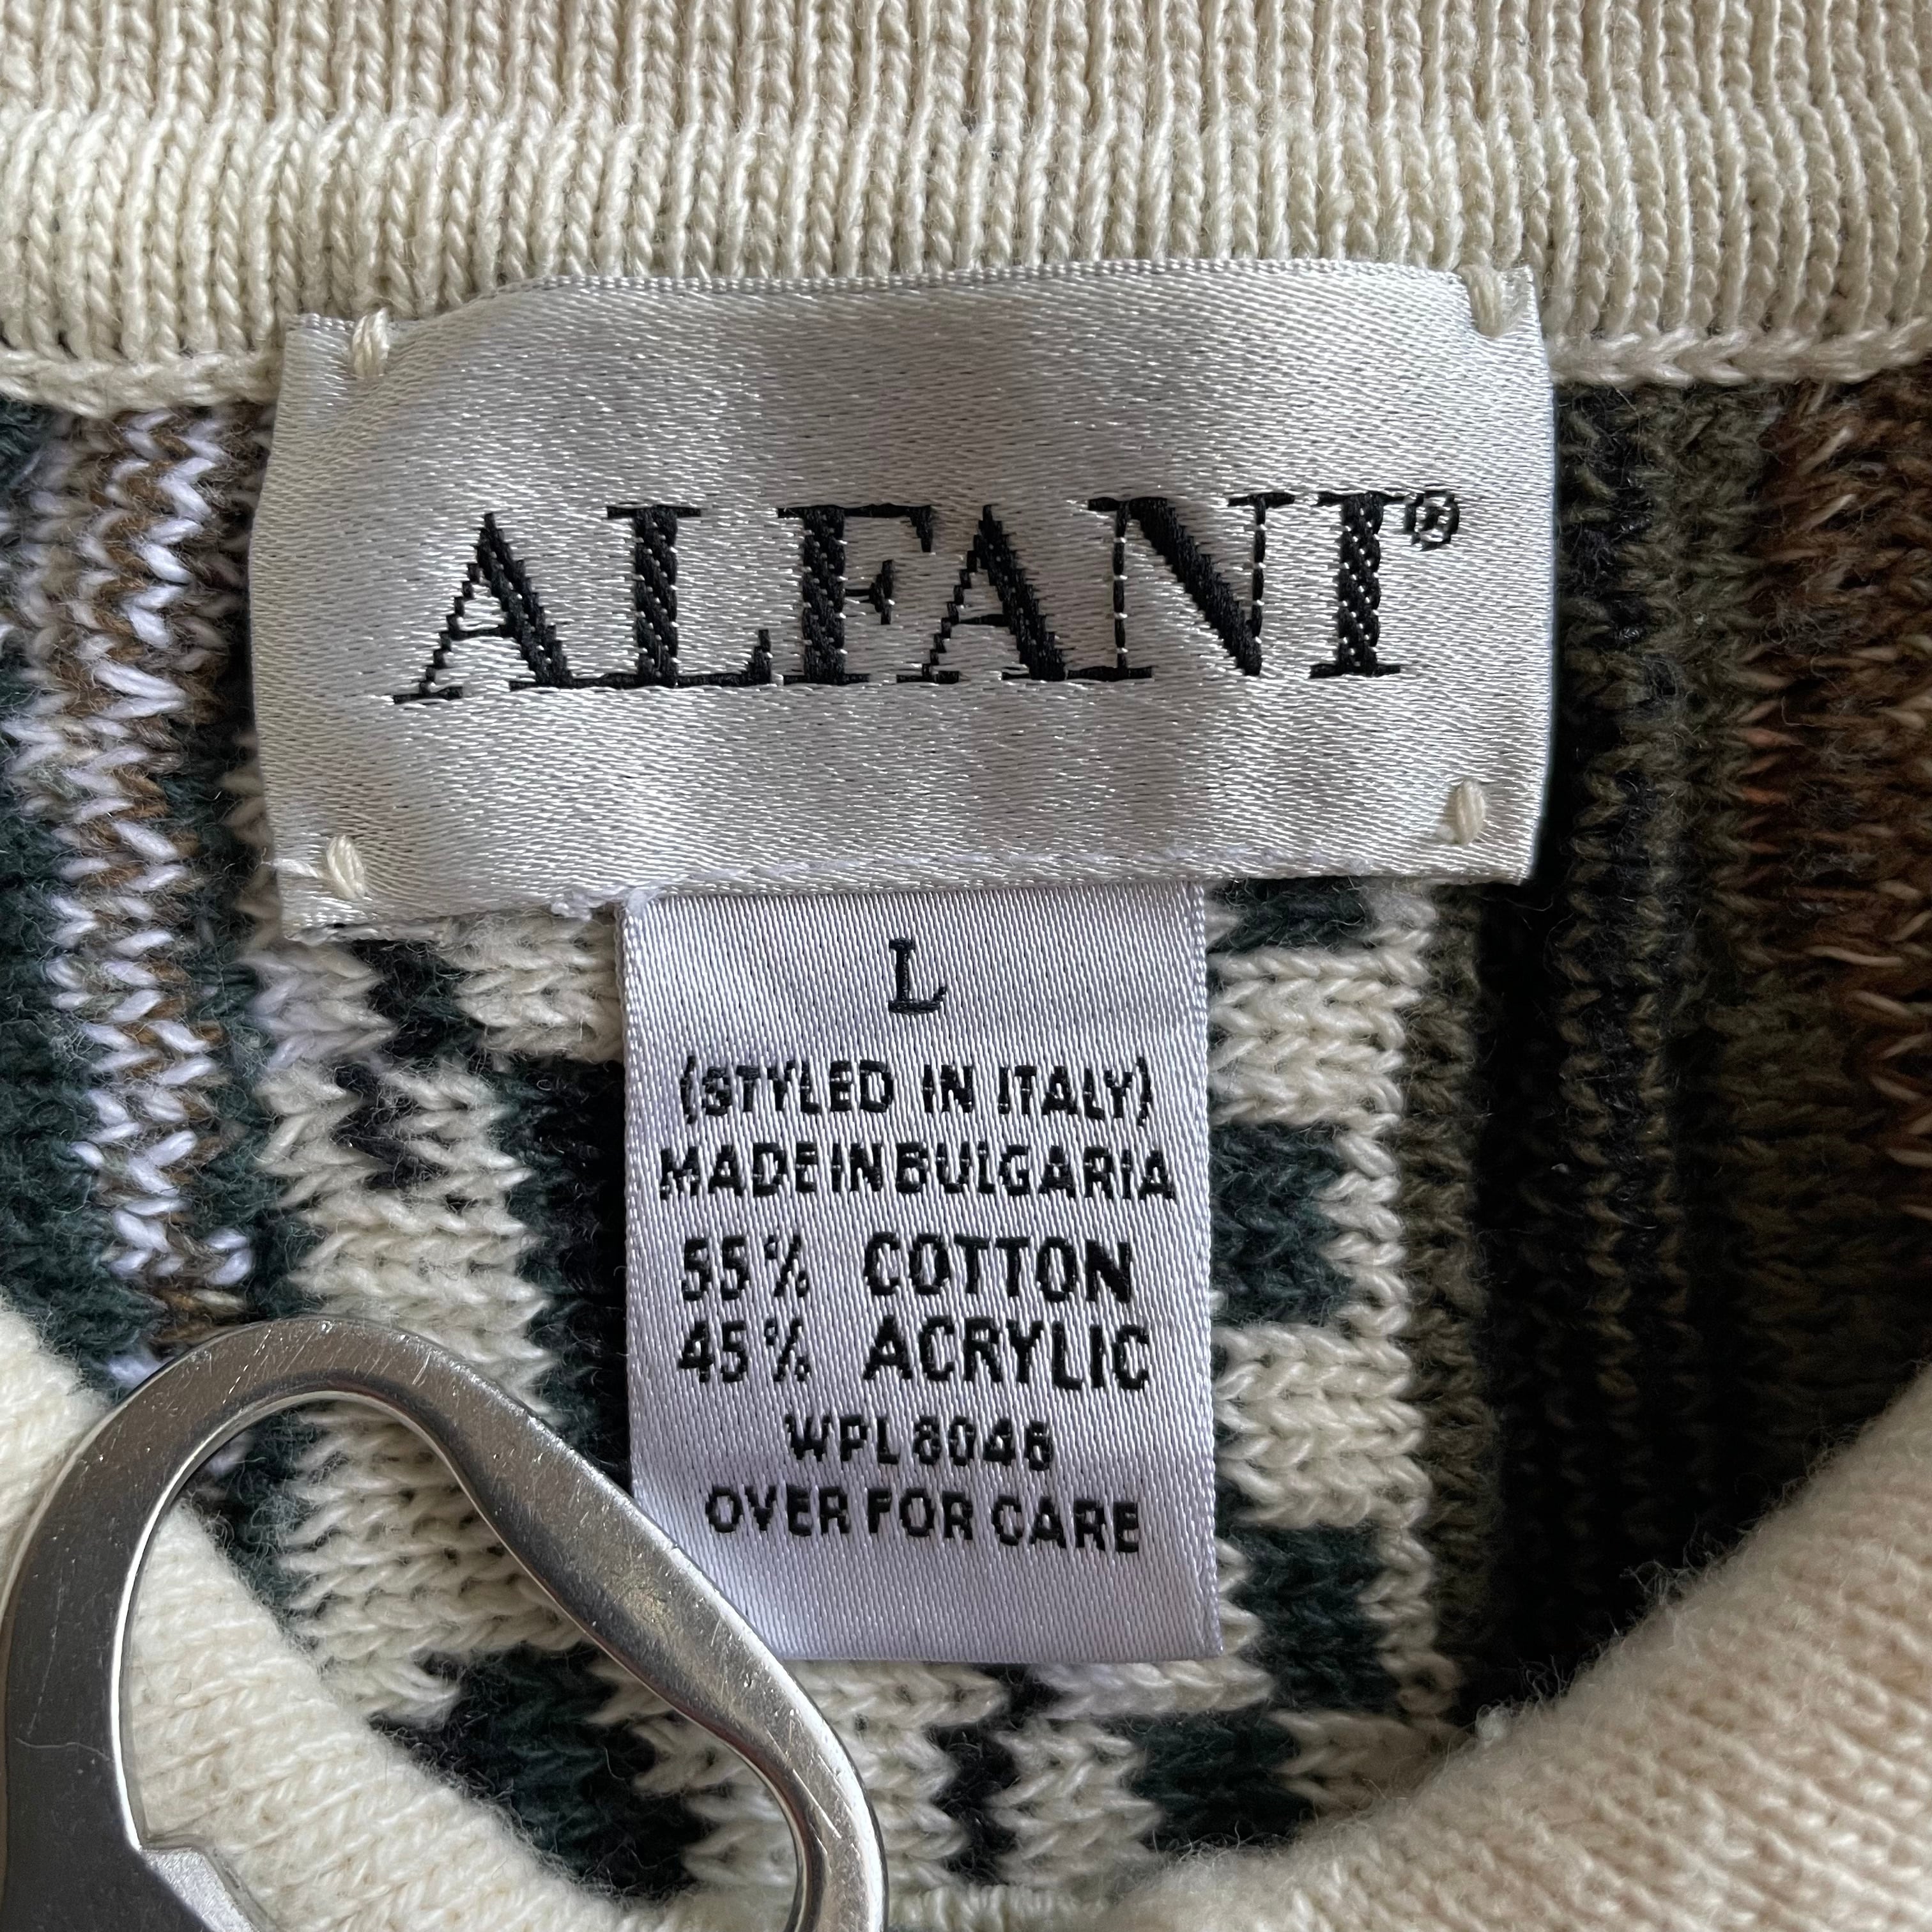 ALFANI®
L
(STYLED IN ITALY)
MADE IN BULGARIA
55% COTTON
45% ACRYLIC
WPL 8046
OVER FOR CARE